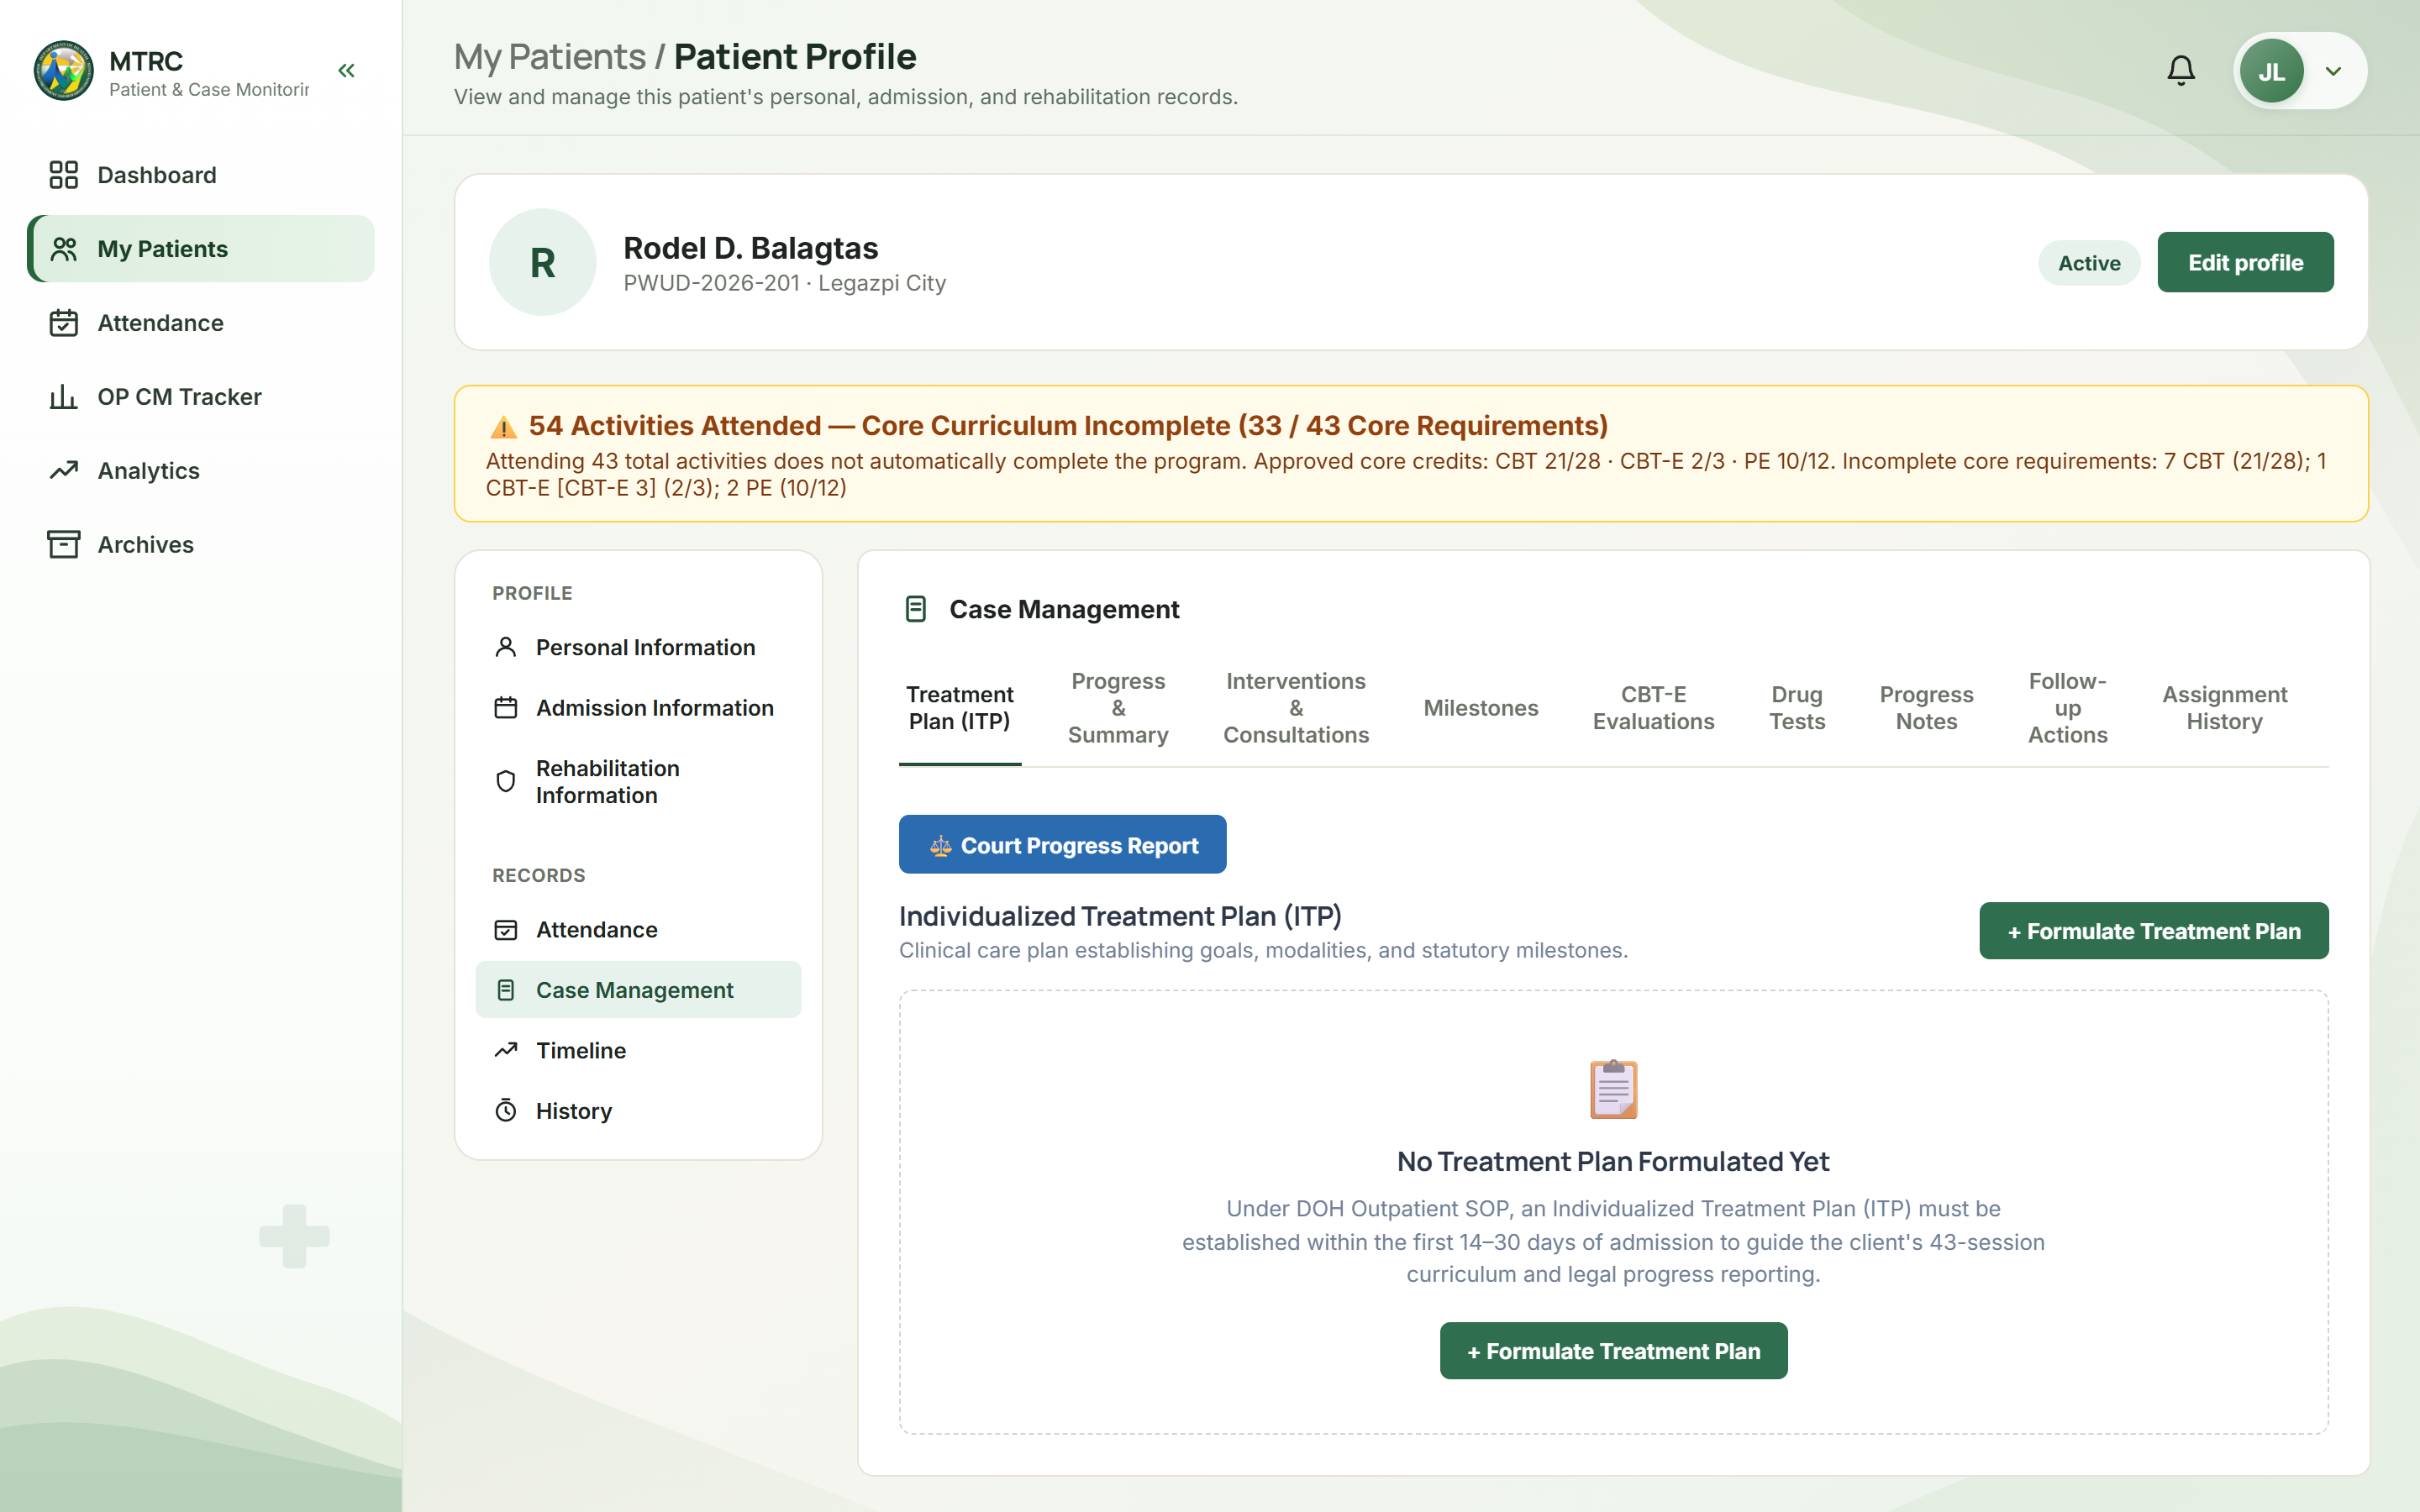 MTRC
Patient & Case Monitorin
Dashboard
My Patients
Attendance
OP CM Tracker
Analytics
Archives
My Patients / Patient Profile
View and manage this patient's personal, admission, and rehabilitation records.
JL
R
Rodel D. Balagtas
PWUD-2026-201 · Legazpi City
Active
Edit profile
54 Activities Attended — Core Curriculum Incomplete (33 / 43 Core Requirements)
Attending 43 total activities does not automatically complete the program. Approved core credits: CBT 21/28 · CBT-E 2/3 · PE 10/12. Incomplete core requirements: 7 CBT (21/28); 1
CBT-E [CBT-E 3] (2/3); 2 PE (10/12)
PROFILE
Personal Information
Admission Information
Rehabilitation
Information
RECORDS
Attendance
Case Management
Timeline
History
Case Management
Treatment
Plan (ITP)
Progress
&
Summary
Interventions
&
Consultations
Milestones
CBT-E
Evaluations
Drug
Tests
Progress
Notes
Follow-
up
Actions
Assignment
History
Court Progress Report
Individualized Treatment Plan (ITP)
Clinical care plan establishing goals, modalities, and statutory milestones.
+ Formulate Treatment Plan
No Treatment Plan Formulated Yet
Under DOH Outpatient SOP, an Individualized Treatment Plan (ITP) must be
established within the first 14–30 days of admission to guide the client's 43-session
curriculum and legal progress reporting.
+ Formulate Treatment Plan